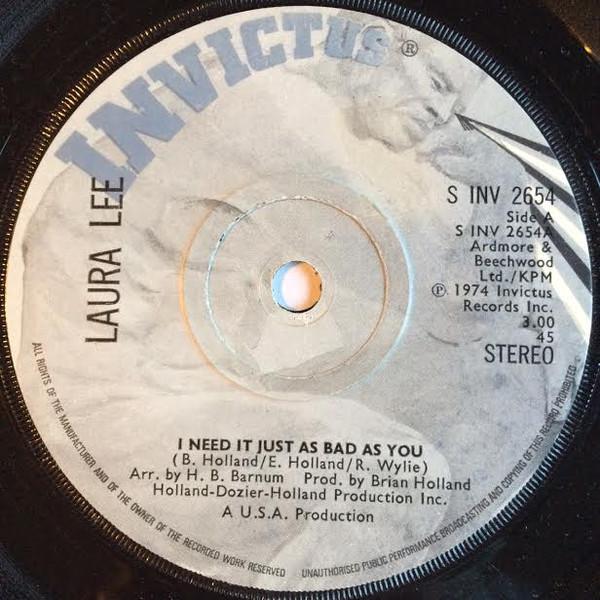 INVICTUS ®
LAURA LEE
S INV 2654
Side A
S INV 2654A
Ardmore &
Beechwood
Ltd./KPM
Ⓟ 1974 Invictus
Records Inc.
3.00
45
STEREO
I NEED IT JUST AS BAD AS YOU
(B. Holland/E. Holland/R. Wylie)
Arr. by H. B. Barnum Prod. by Brian Holland
Holland-Dozier-Holland Production Inc.
A U.S.A. Production
ALL RIGHTS OF THE MANUFACTURER AND OF THE OWNER OF THE RECORDED WORK RESERVED
UNAUTHORISED PUBLIC PERFORMANCE BROADCASTING AND COPYING OF THIS RECORD PROHIBITED